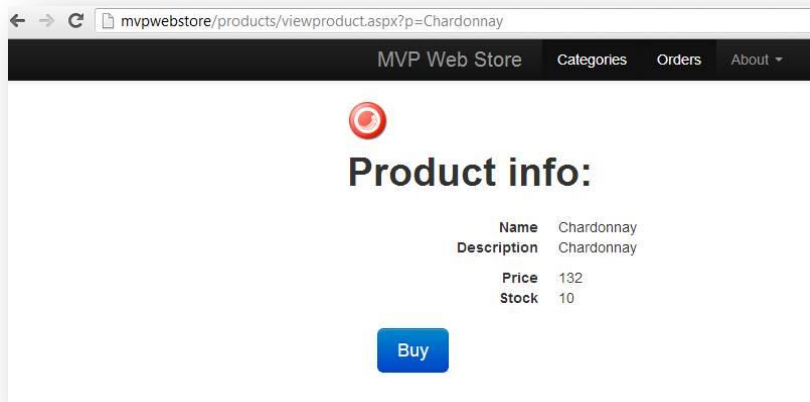 mvpwebstore/products/viewproduct.aspx?p=Chardonnay
MVP Web Store Categories Orders About
Product info:
Name Chardonnay
Description Chardonnay
Price 132
Stock 10
Buy